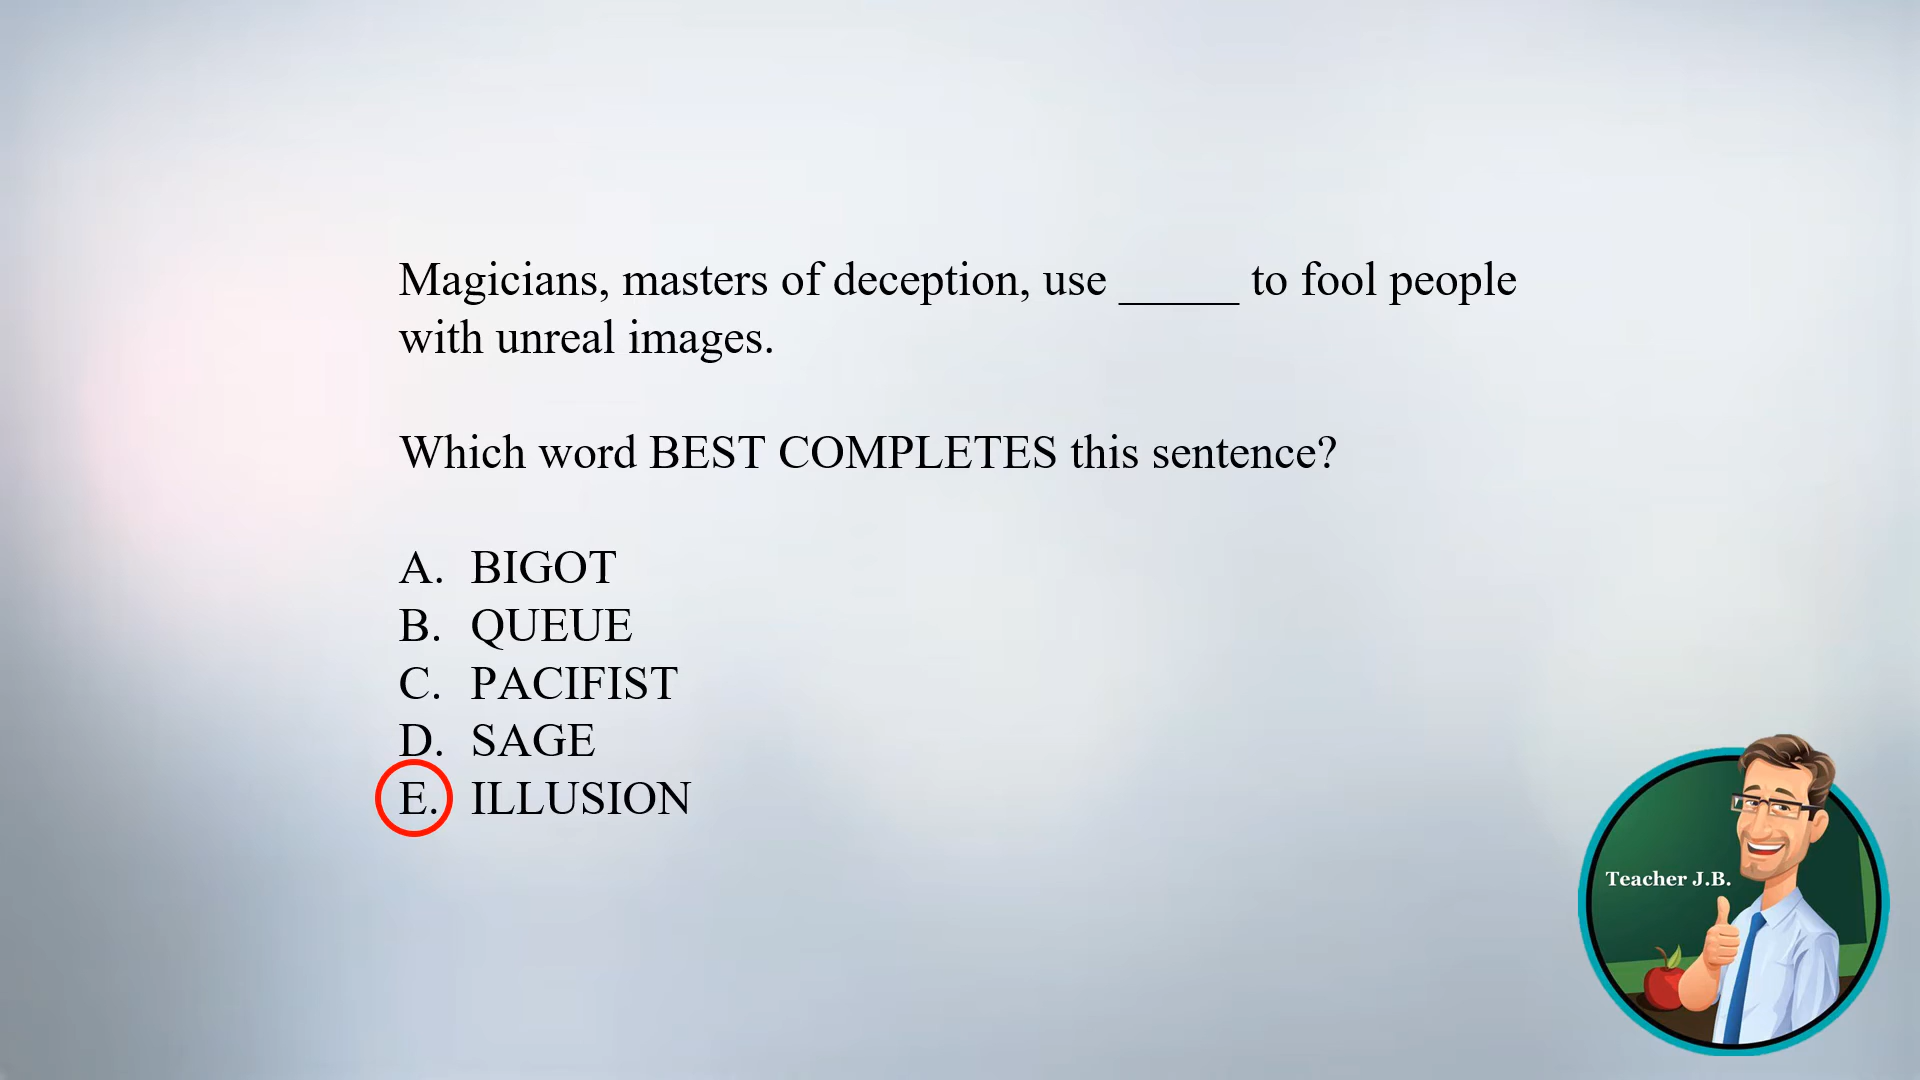 Magicians, masters of deception, use _____ to fool people
with unreal images.
Which word BEST COMPLETES this sentence?
A. BIGOT
B. QUEUE
C. PACIFIST
D. SAGE
E. ILLUSION
Teacher J.B.